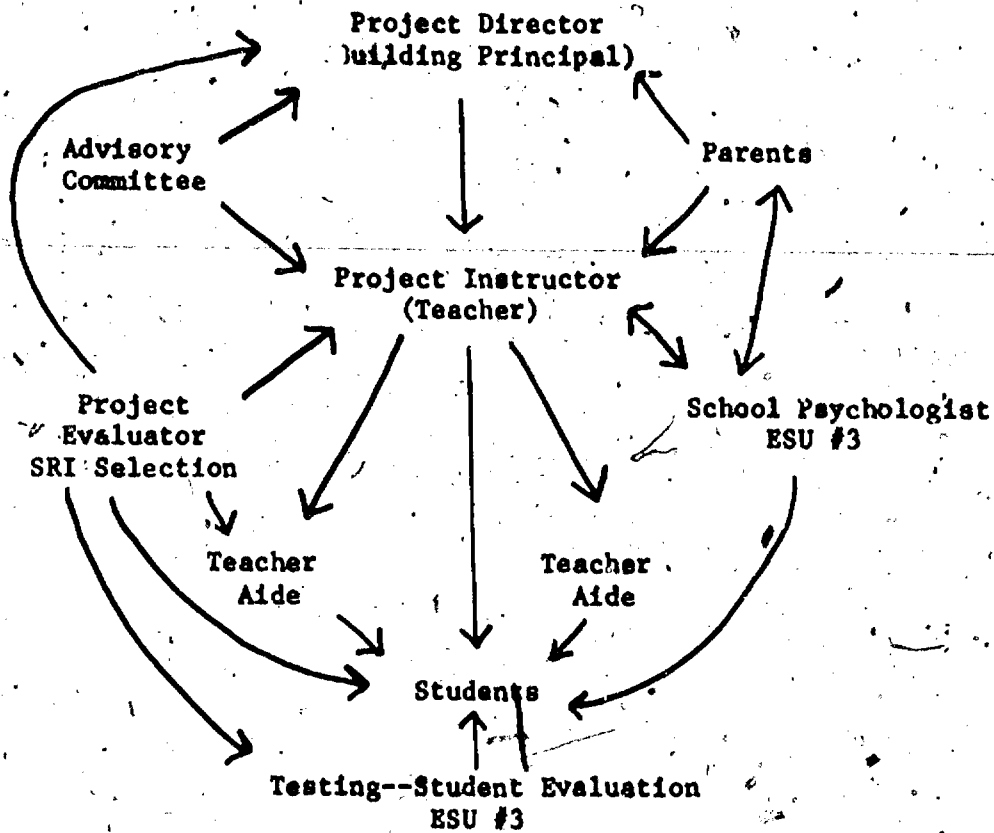 Project Director
Building Principal)
Advisory
Committee
Parents
Project Instructor
(Teacher)
Project
Evaluator
SRI Selection
School Psychologist
ESU #3
Teacher
Aide
Teacher
Aide
Students
Testing--Student Evaluation
ESU #3